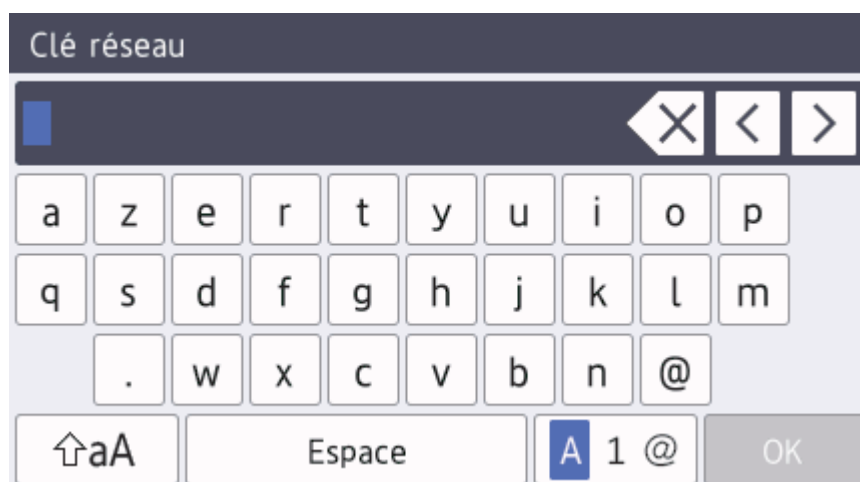 Clé réseau
a z e r t y u i o p
q s d f g h j k l m
. w x c v b n @
aA Espace A 1 @ OK